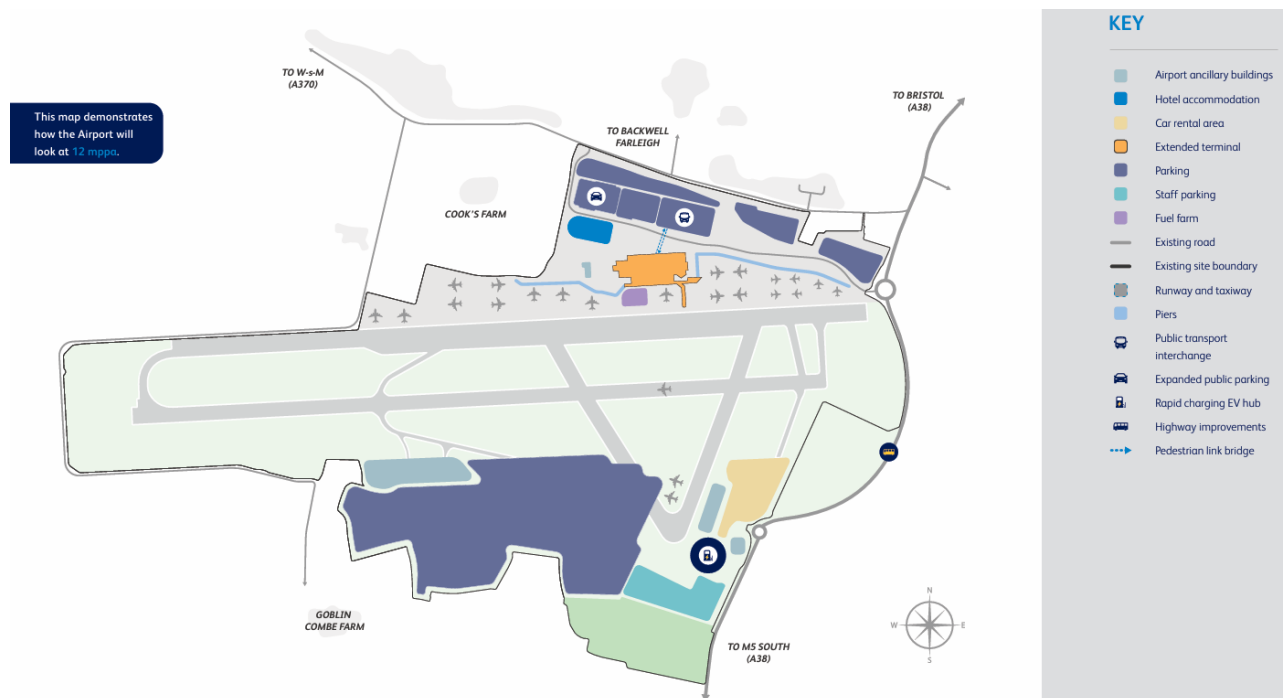 KEY
TO W-s-M
(A370)
TO BRISTOL
(A38)
This map demonstrates
how the Airport will
look at 12 mppa.
TO BACKWELL
FARLEIGH
COOK'S FARM
GOBLIN
COMBE FARM
TO M5 SOUTH
(A38)
N
W
E
S
Airport ancillary buildings
Hotel accommodation
Car rental area
Extended terminal
Parking
Staff parking
Fuel farm
Existing road
Existing site boundary
Runway and taxiway
Piers
Public transport
interchange
Expanded public parking
Rapid charging EV hub
Highway improvements
Pedestrian link bridge